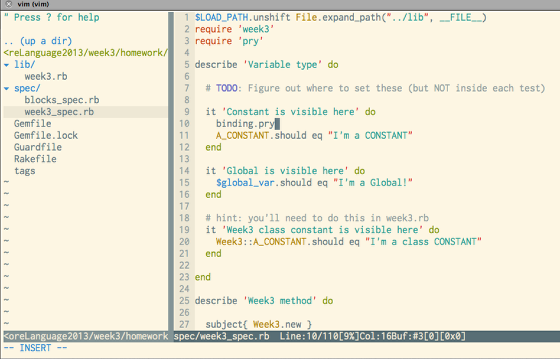 vim (vim)
" Press ? for help
.. (up a dir)
<reLanguage2013/week3/homework/
▾ lib/
week3.rb
▾ spec/
blocks_spec.rb
week3_spec.rb
Gemfile
Gemfile.lock
Guardfile
Rakefile
tags
~
~
~
~
~
~
~
~
~
~
~
~
~
1 $LOAD_PATH.unshift File.expand_path("../lib", __FILE__)
2 require 'week3'
3 require 'pry'
4
5 describe 'Variable type' do
6
7 # TODO: Figure out where to set these (but NOT inside each test)
8
9 it 'Constant is visible here' do
10 binding.pry
11 A_CONSTANT.should eq "I'm a CONSTANT"
12 end
13
14 it 'Global is visible here' do
15 $global_var.should eq "I'm a Global!"
16 end
17
18 # hint: you'll need to do this in week3.rb
19 it 'Week3 class constant is visible here' do
20 Week3::A_CONSTANT.should eq "I'm a class CONSTANT"
21 end
22
23 end
24
25 describe 'Week3 method' do
26
27 subject{ Week3.new }
<oreLanguage2013/week3/homework spec/week3_spec.rb Line:10/110[9%]Col:16Buf:#3[0][0x0]
-- INSERT --